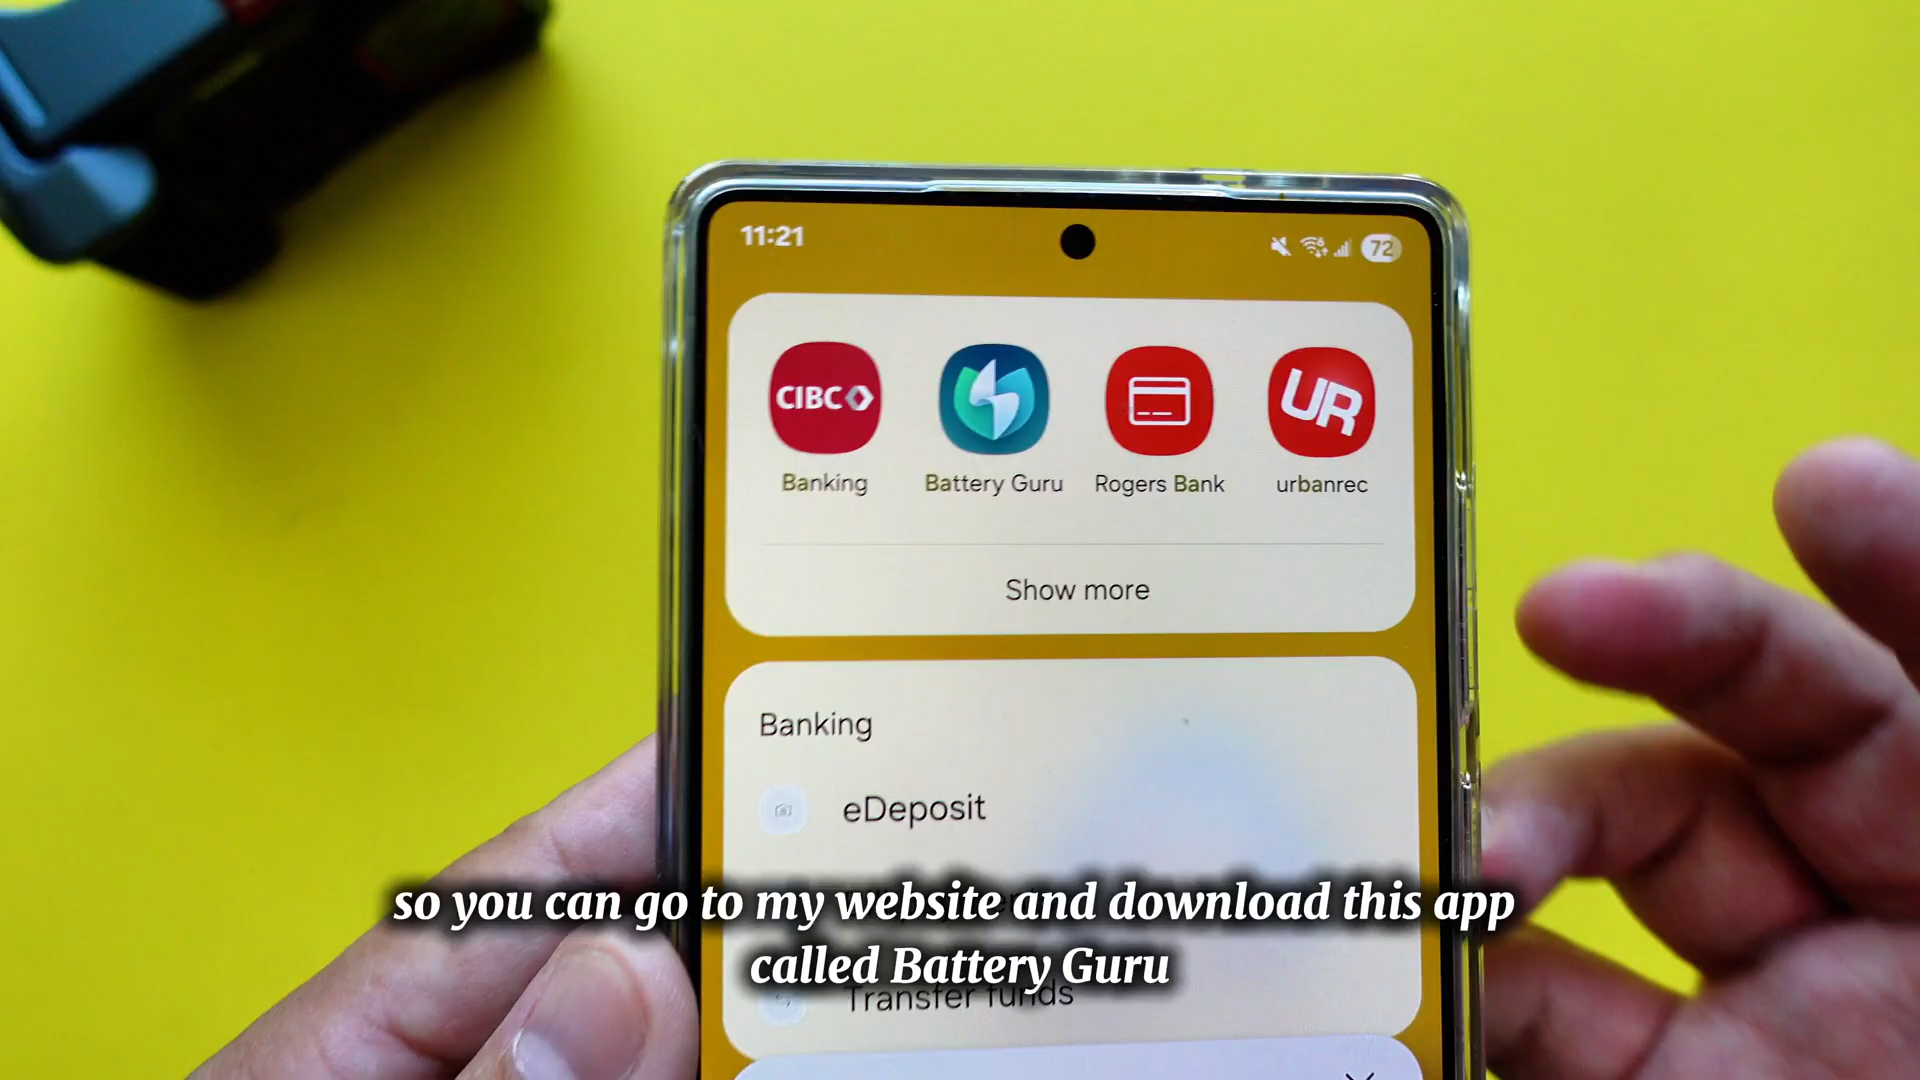 11:21
72
CIBC
UR
Banking
Battery Guru
Rogers Bank
urbanrec
Show more
Banking
eDeposit
so you can go to my website and download this app
called Battery Guru
Transfer funds